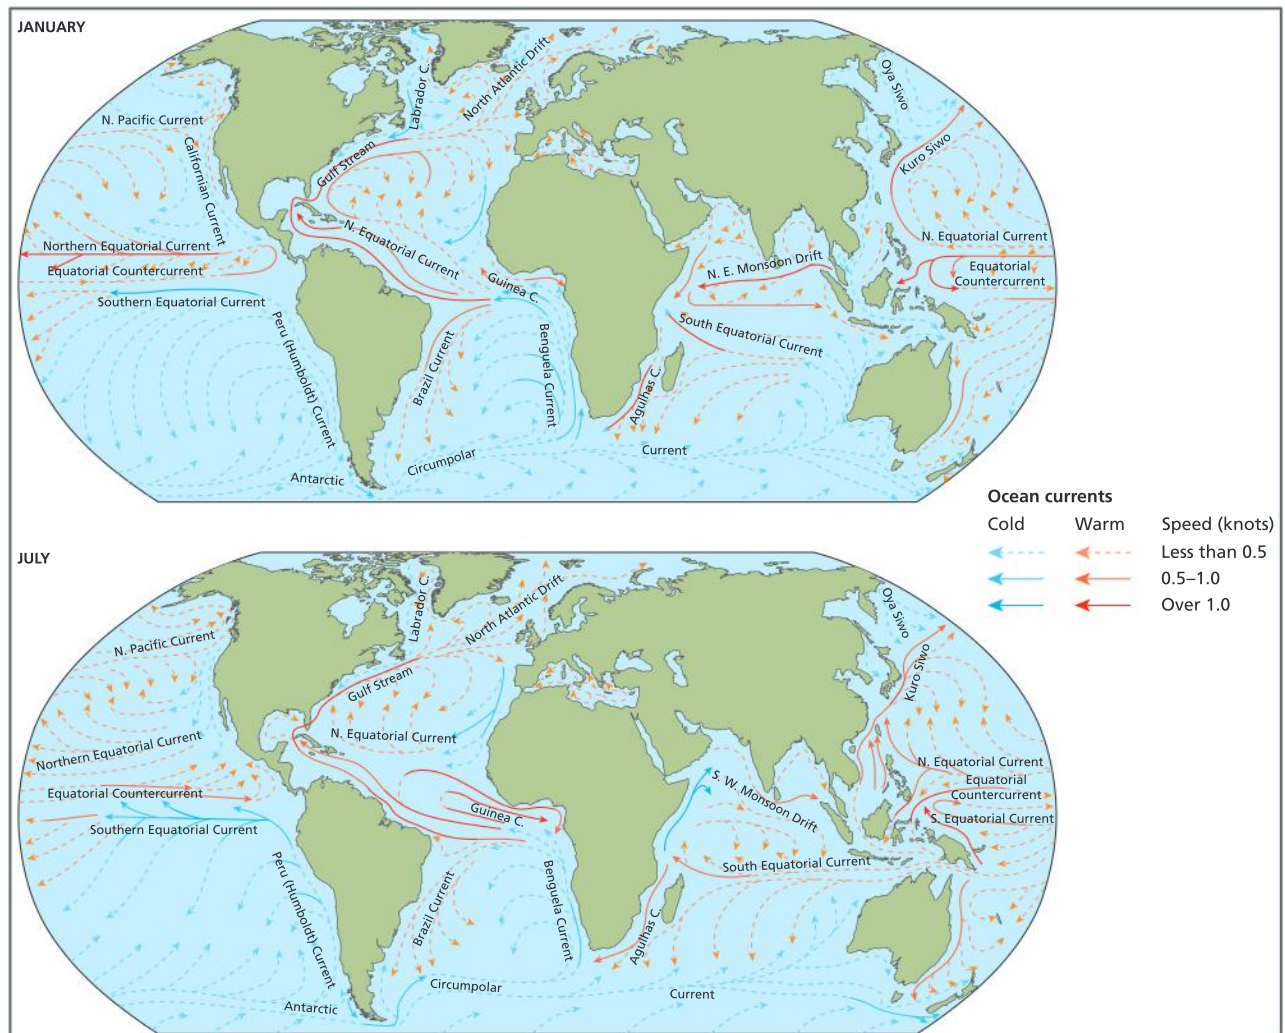 JANUARY
Labrador C.
North Atlantic Drift
Oya Siwo
N. Pacific Current
Californian Current
Gulf Stream
Kuro Siwo
Northern Equatorial Current
N. Equatorial Current
N. Equatorial Current
Equatorial Countercurrent
Guinea C.
N. E. Monsoon Drift
Equatorial
Countercurrent
Southern Equatorial Current
Peru (Humboldt) Current
Brazil Current
Benguela Current
South Equatorial Current
Agulhas C.
Antarctic
Circumpolar
Current
Ocean currents
Cold
Warm
Speed (knots)
Less than 0.5
0.5–1.0
Over 1.0
JULY
Labrador C.
North Atlantic Drift
Oya Siwo
N. Pacific Current
Gulf Stream
Kuro Siwo
Northern Equatorial Current
N. Equatorial Current
N. Equatorial Current
Equatorial Countercurrent
Guinea C.
S. W. Monsoon Drift
Equatorial
Countercurrent
S. Equatorial Current
Southern Equatorial Current
Peru (Humboldt) Current
Brazil Current
Benguela Current
South Equatorial Current
Agulhas C.
Antarctic
Circumpolar
Current